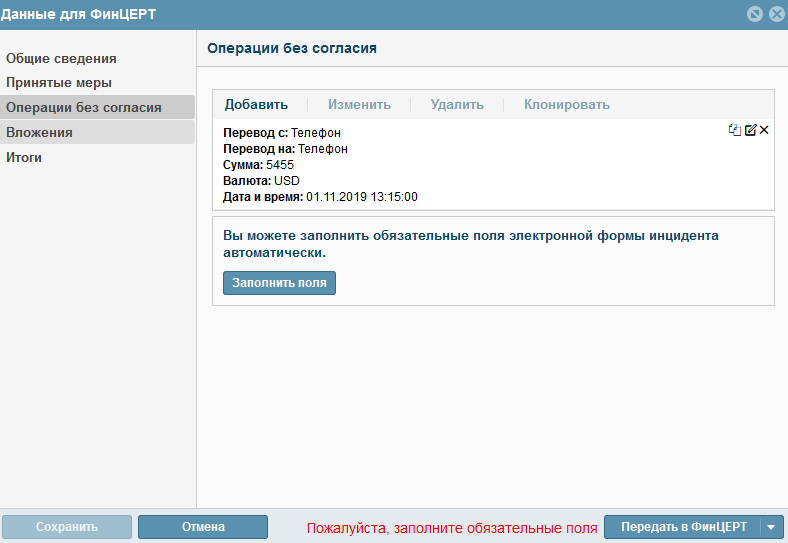 Данные для ФинЦЕРТ
Общие сведения
Принятые меры
Операции без согласия
Вложения
Итоги
Операции без согласия
Добавить Изменить Удалить Клонировать
Перевод с: Телефон
Перевод на: Телефон
Сумма: 5455
Валюта: USD
Дата и время: 01.11.2019 13:15:00
Вы можете заполнить обязательные поля электронной формы инцидента
автоматически.
Заполнить поля
Сохранить Отмена Пожалуйста, заполните обязательные поля Передать в ФинЦЕРТ